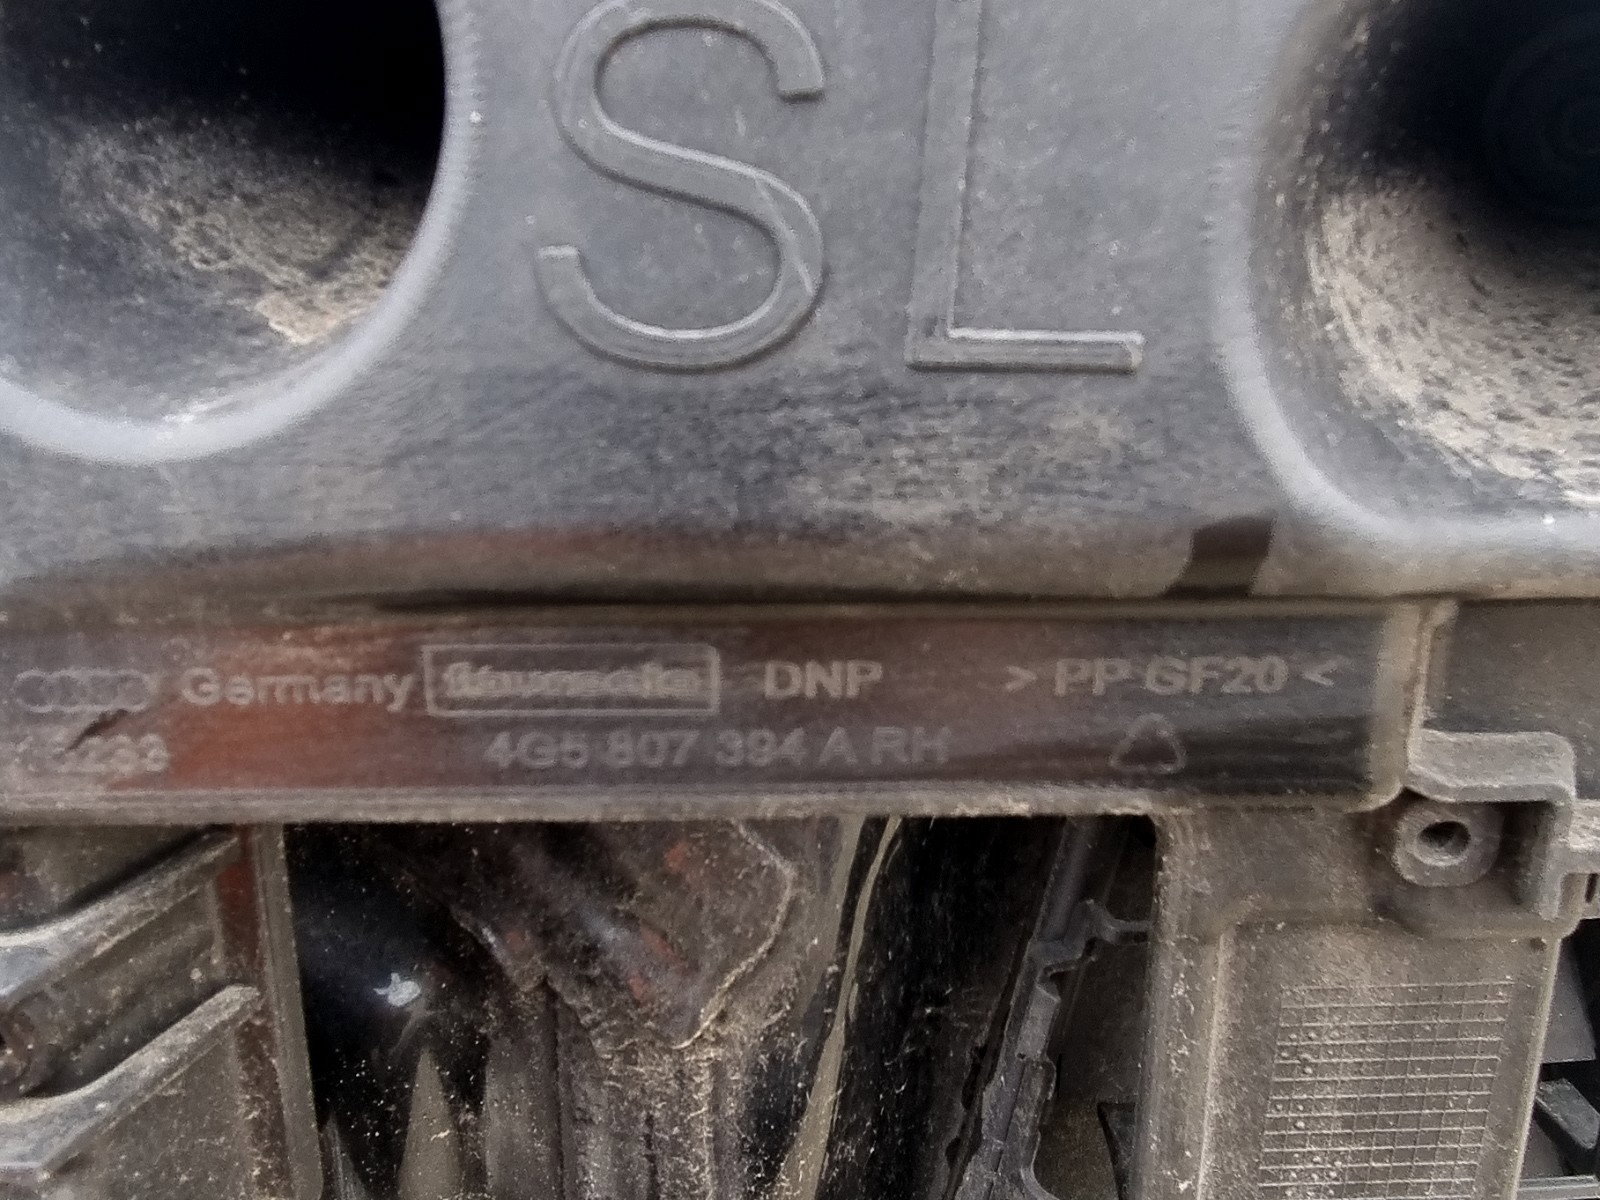 SL
Germany DNP >PP GF20<
4G5 807 394 A RH